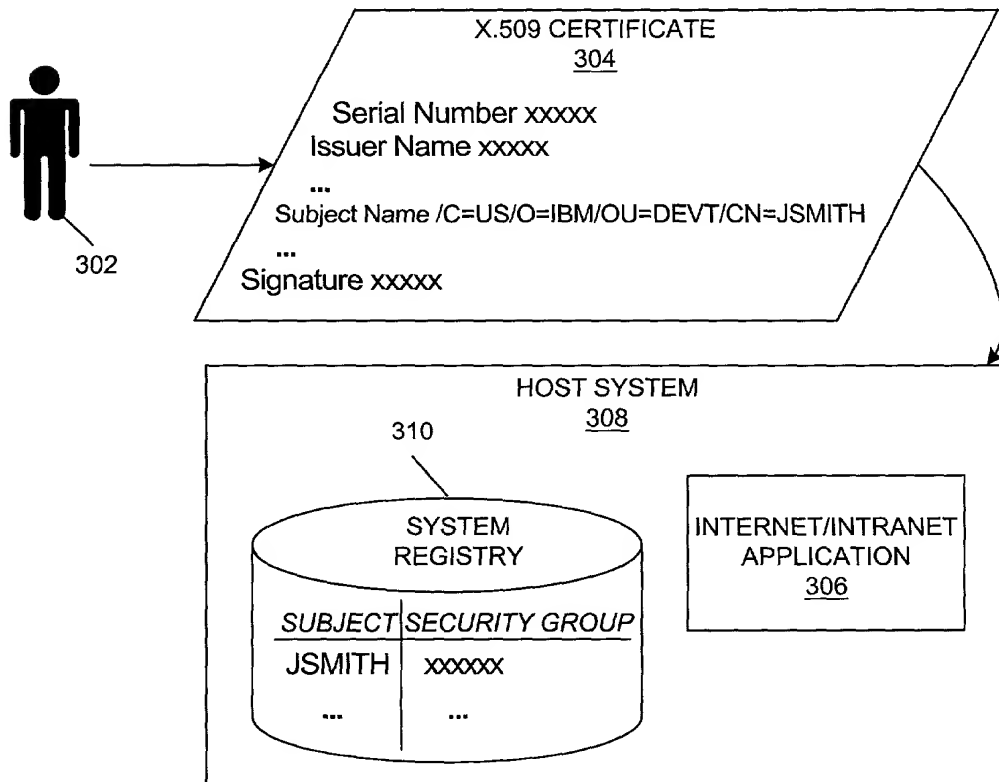 X.509 CERTIFICATE
304
Serial Number xxxxx
Issuer Name xxxxx
...
Subject Name /C=US/O=IBM/OU=DEVT/CN=JSMITH
...
Signature xxxxx
302
HOST SYSTEM
308
310
SYSTEM
REGISTRY
SUBJECT SECURITY GROUP
JSMITH xxxxxx
... ...
INTERNET/INTRANET
APPLICATION
306